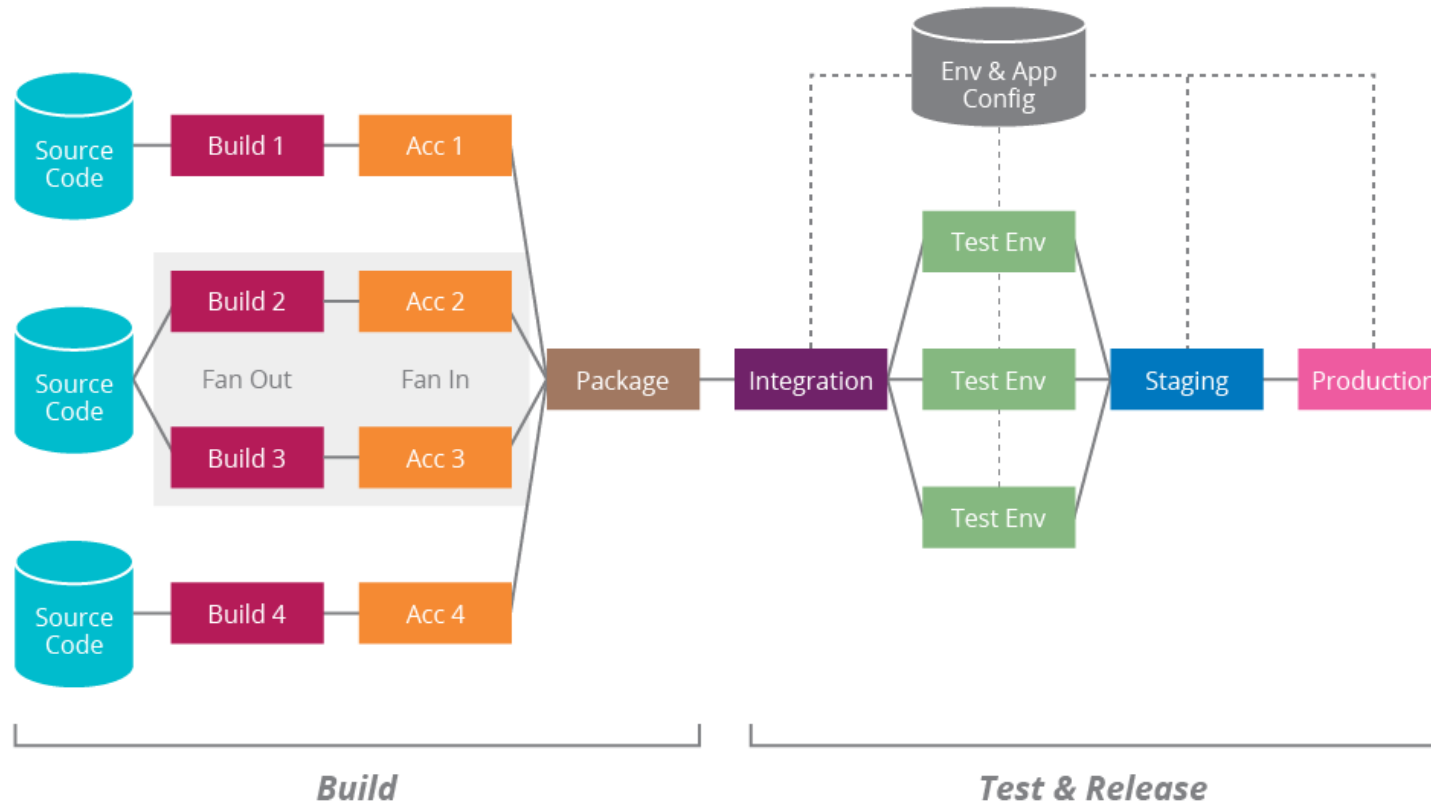 Env & App
Config
Source
Code
Build 1
Acc 1
Test Env
Build 2
Acc 2
Fan Out
Fan In
Source
Code
Package
Integration
Test Env
Staging
Production
Build 3
Acc 3
Test Env
Source
Code
Build 4
Acc 4
Build
Test & Release